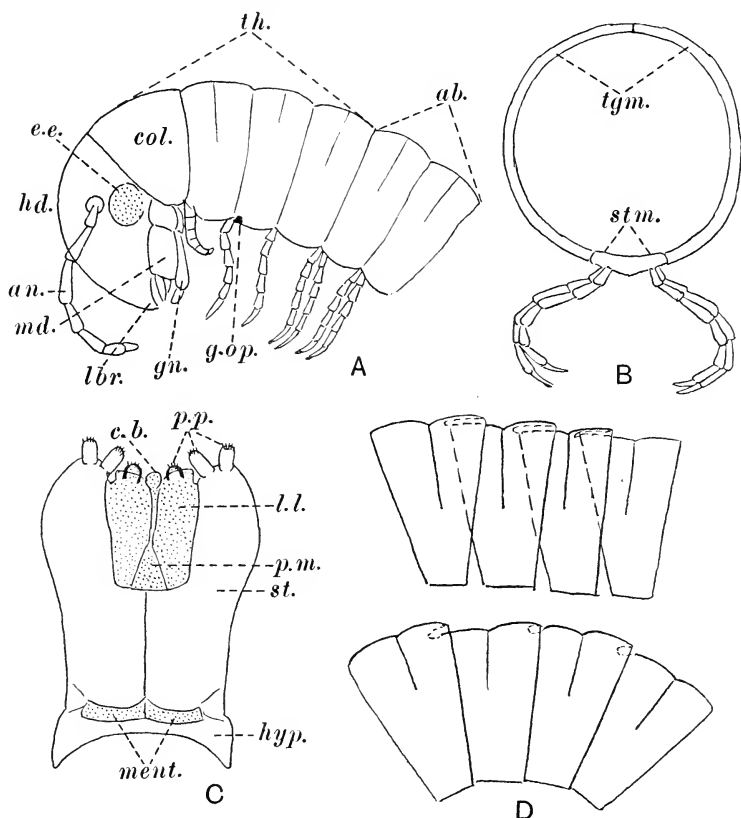 th.
ab.
e.e.
col.
hd.
an.
md.
lbr.
gn.
g.op.
A
tgm.
stm.
B
c.b.
p.p.
l.l.
p.m.
st.
hyp.
ment.
C
D